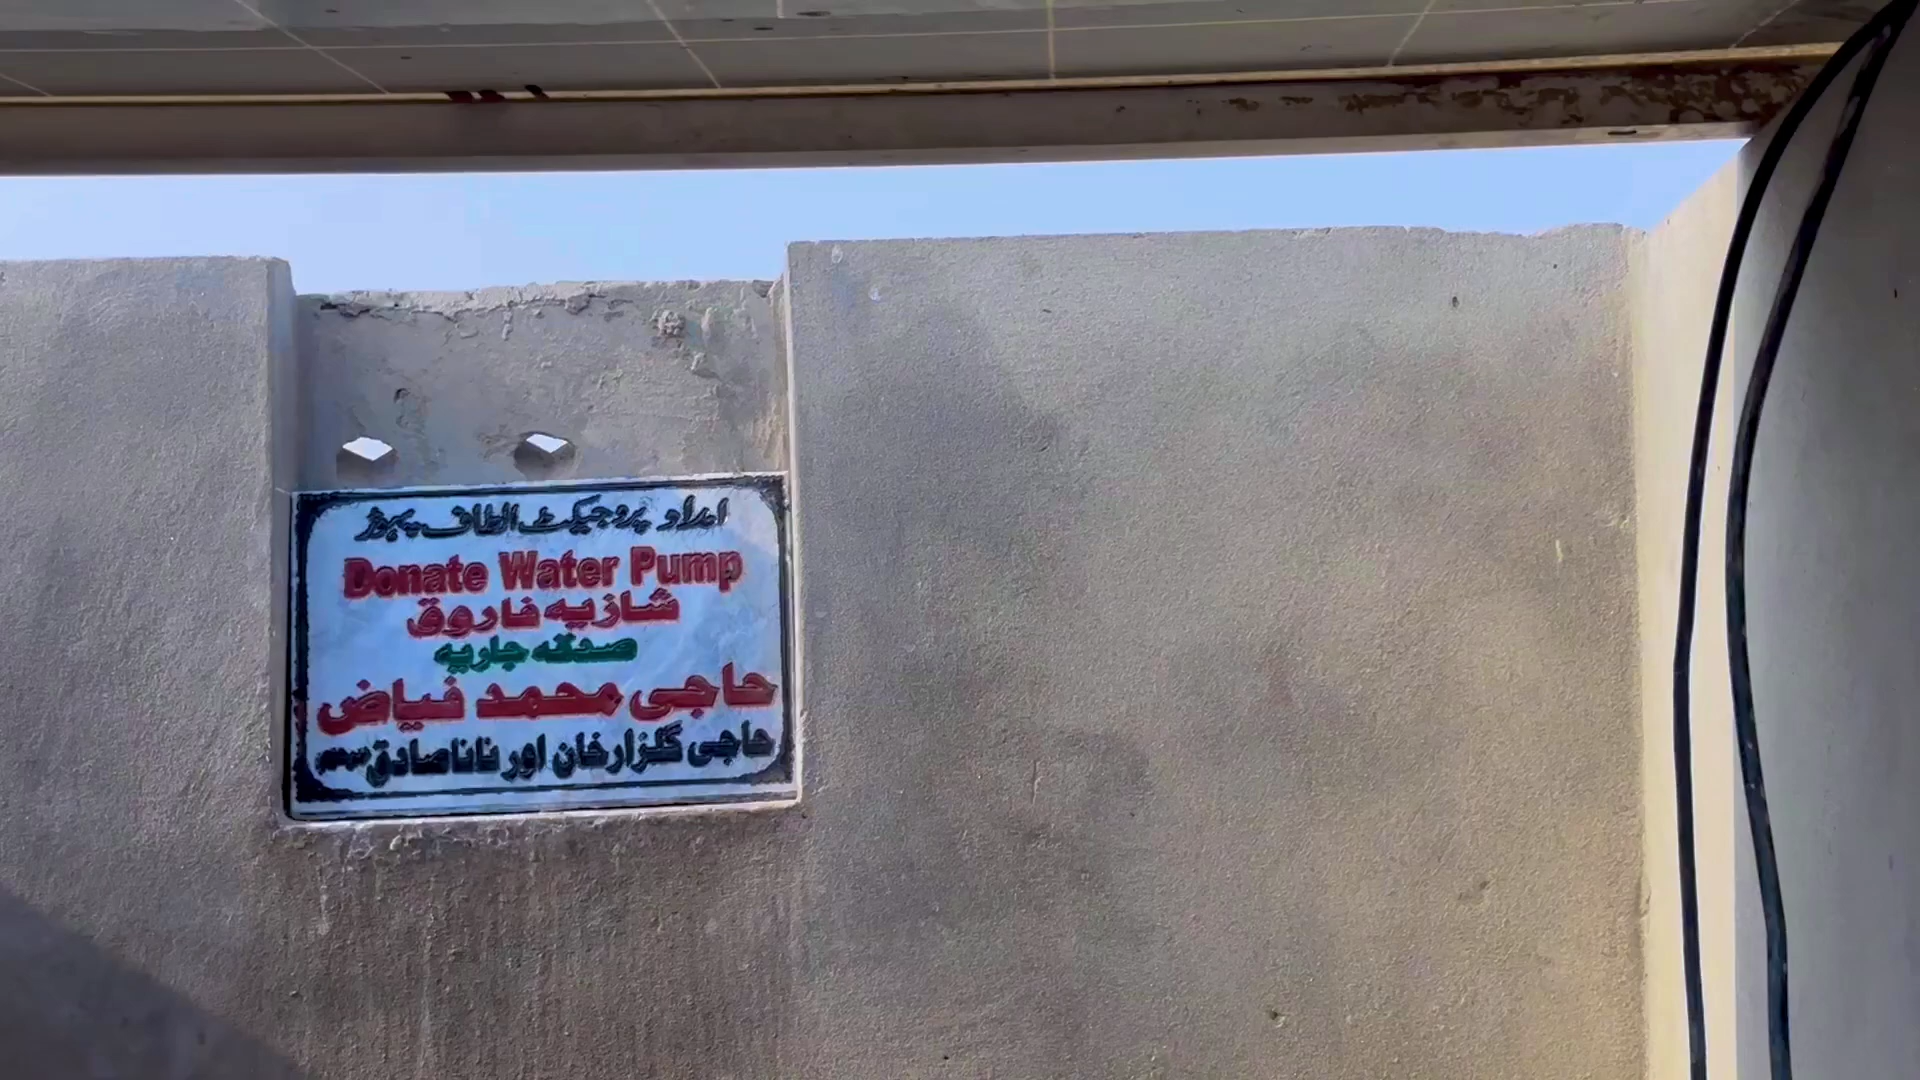 امداد پروجیکٹ الطاف پہوڑ
Donate Water Pump
شازیہ فاروق
صدقہ جاریہ
حاجی محمد فیاض
حاجی گلزار خان اور نانا صادق